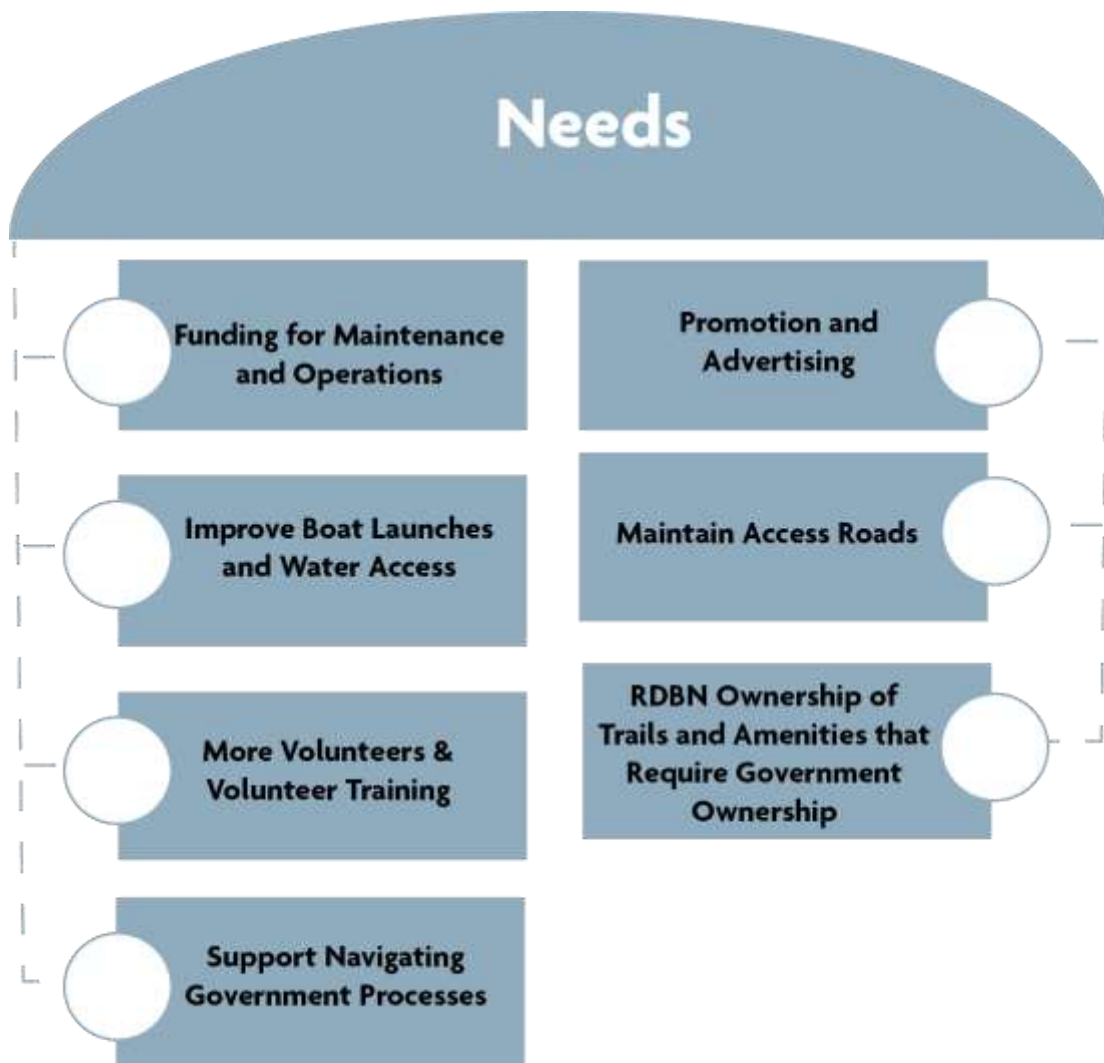 Needs
Funding for Maintenance
and Operations
Improve Boat Launches
and Water Access
More Volunteers &
Volunteer Training
Support Navigating
Government Processes
Promotion and
Advertising
Maintain Access Roads
RDBN Ownership of
Trails and Amenities that
Require Government
Ownership